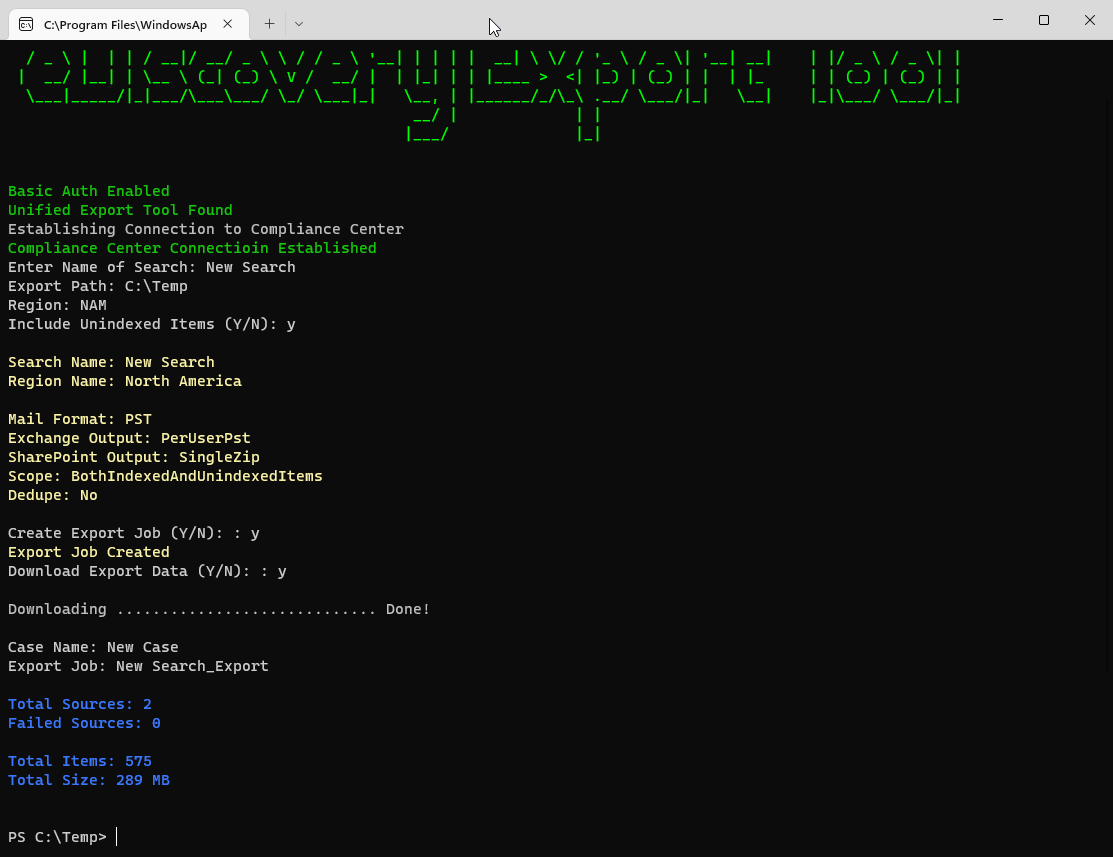 C:\Program Files\WindowsAp
eDiscovery Export Tool
Basic Auth Enabled
Unified Export Tool Found
Establishing Connection to Compliance Center
Compliance Center Connectioin Established
Enter Name of Search: New Search
Export Path: C:\Temp
Region: NAM
Include Unindexed Items (Y/N): y
Search Name: New Search
Region Name: North America
Mail Format: PST
Exchange Output: PerUserPst
SharePoint Output: SingleZip
Scope: BothIndexedAndUnindexedItems
Dedupe: No
Create Export Job (Y/N): : y
Export Job Created
Download Export Data (Y/N): : y
Downloading ............................. Done!
Case Name: New Case
Export Job: New Search_Export
Total Sources: 2
Failed Sources: 0
Total Items: 575
Total Size: 289 MB
PS C:\Temp>